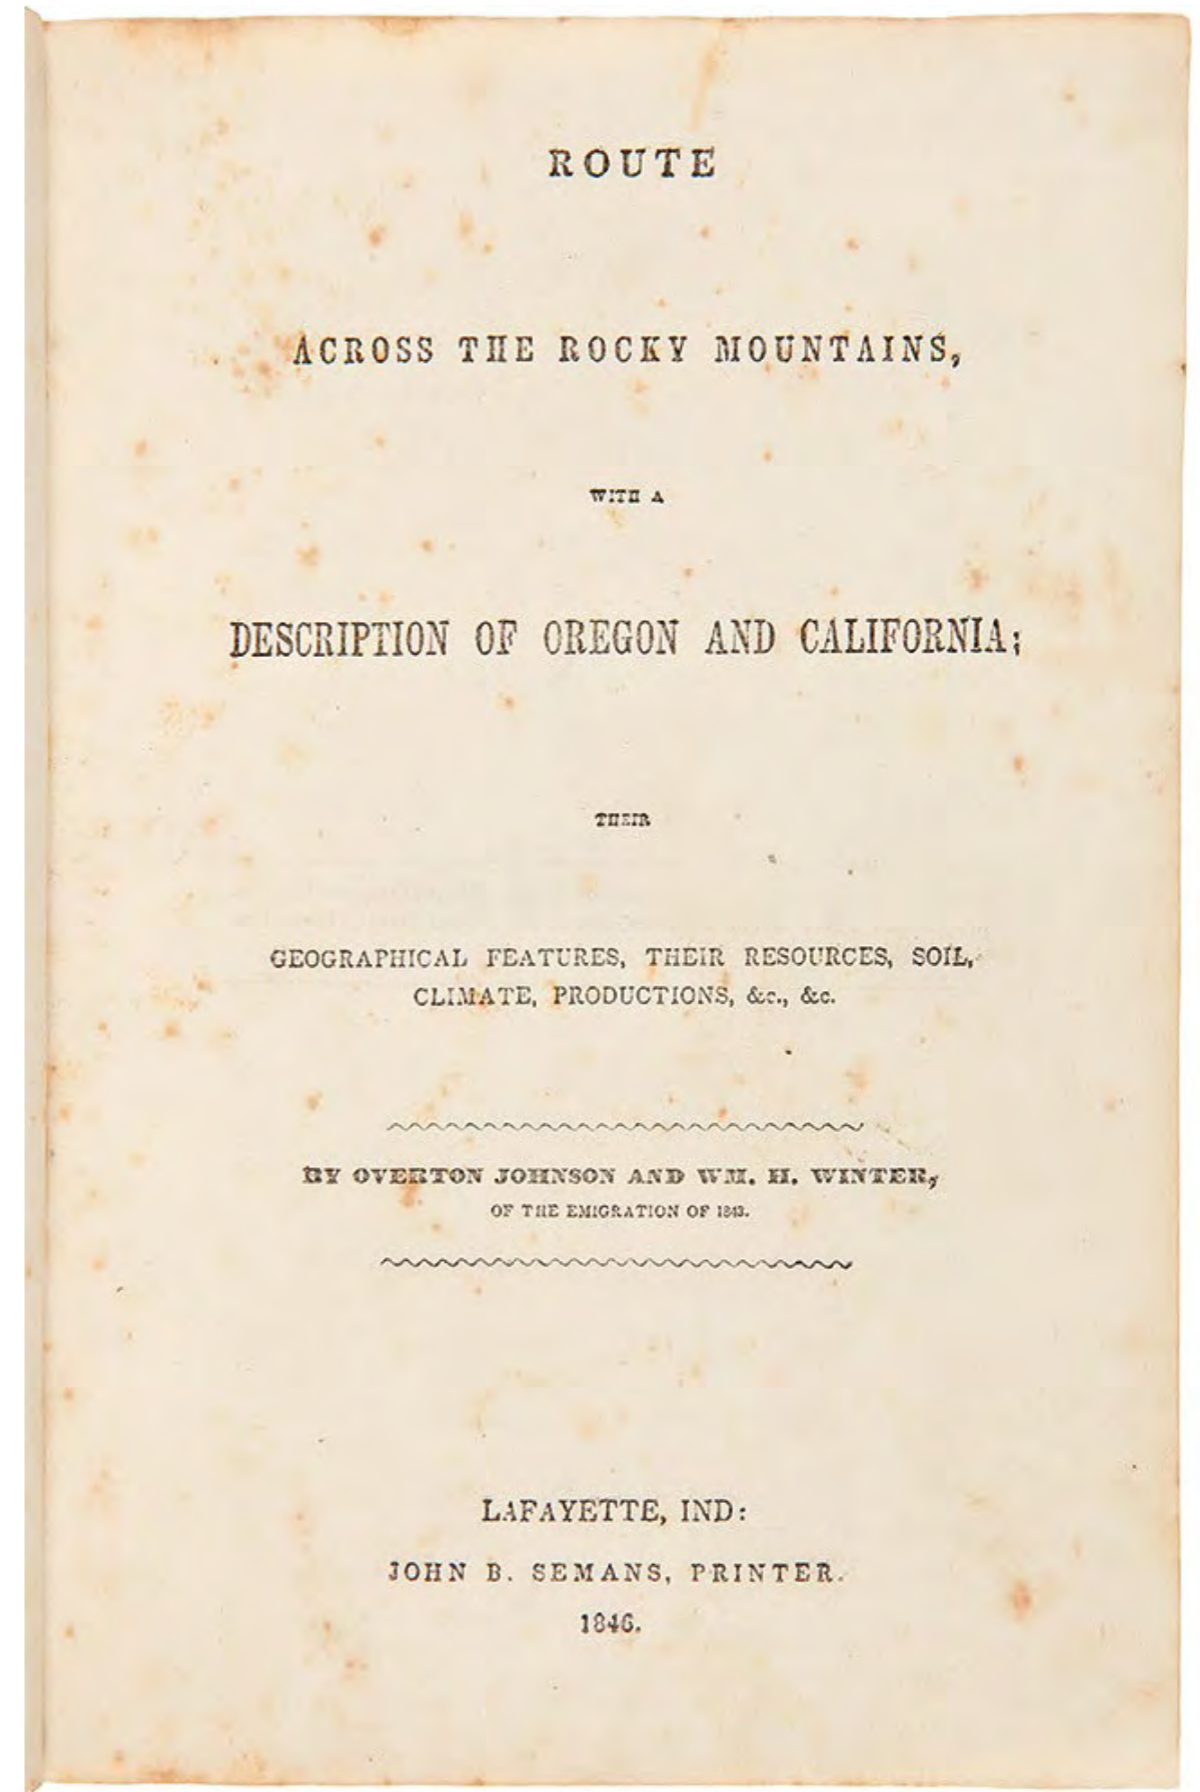 ROUTE
ACROSS THE ROCKY MOUNTAINS,
WITH A
DESCRIPTION OF OREGON AND CALIFORNIA;
THEIR
GEOGRAPHICAL FEATURES, THEIR RESOURCES, SOIL,
CLIMATE, PRODUCTIONS, &c., &c.
BY OVERTON JOHNSON AND WM. H. WINTER,
OF THE EMIGRATION OF 1843.
LAFAYETTE, IND:
JOHN B. SEMANS, PRINTER.
1846.